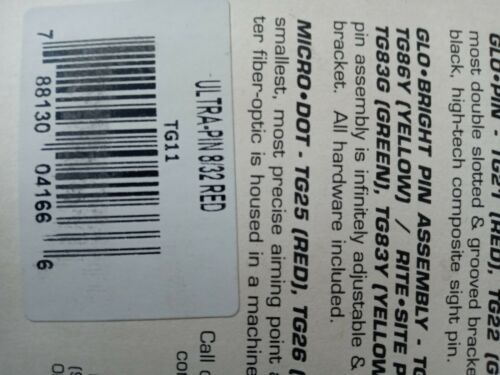 GLO•PIN (RED), TG22 (G
most double slotted & grooved bracke
black, high-tech composite sight pin.
GLO•BRIGHT PIN ASSEMBLY - TG
TG86Y (YELLOW) / RITE•SITE P
TG83G (GREEN), TG83Y (YELLOW
pin assembly is infinitely adjustable &
bracket. All hardware included.
MICRO•DOT - TG25 (RED), TG26 (
smallest, most precise aiming point a
ter fiber-optic is housed in a machine
ULTRA•PIN 8/32 RED
TG11
7 88130 04166 6
Call